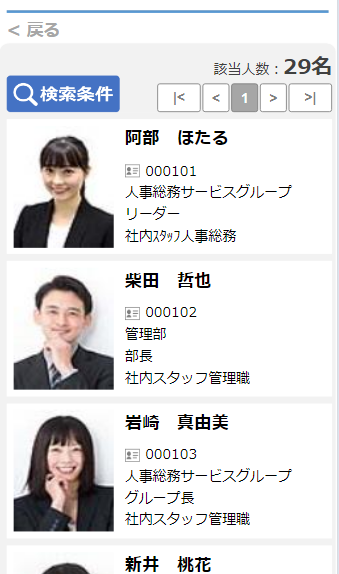 < 戻る
該当人数：29名
検索条件
|< < 1 > >|
阿部　ほたる
000101
人事総務サービスグループ
リーダー
社内ｽﾀｯﾌ人事総務
柴田　哲也
000102
管理部
部長
社内スタッフ管理職
岩崎　真由美
000103
人事総務サービスグループ
グループ長
社内スタッフ管理職
新井　桃花